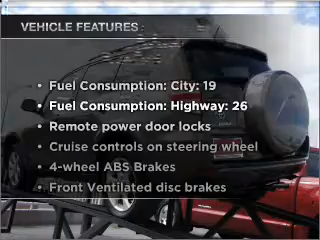 VEHICLE FEATURES
• Fuel Consumption: City: 19
• Fuel Consumption: Highway: 26
• Remote power door locks
• Cruise controls on steering wheel
• 4-wheel ABS Brakes
• Front Ventilated disc brakes